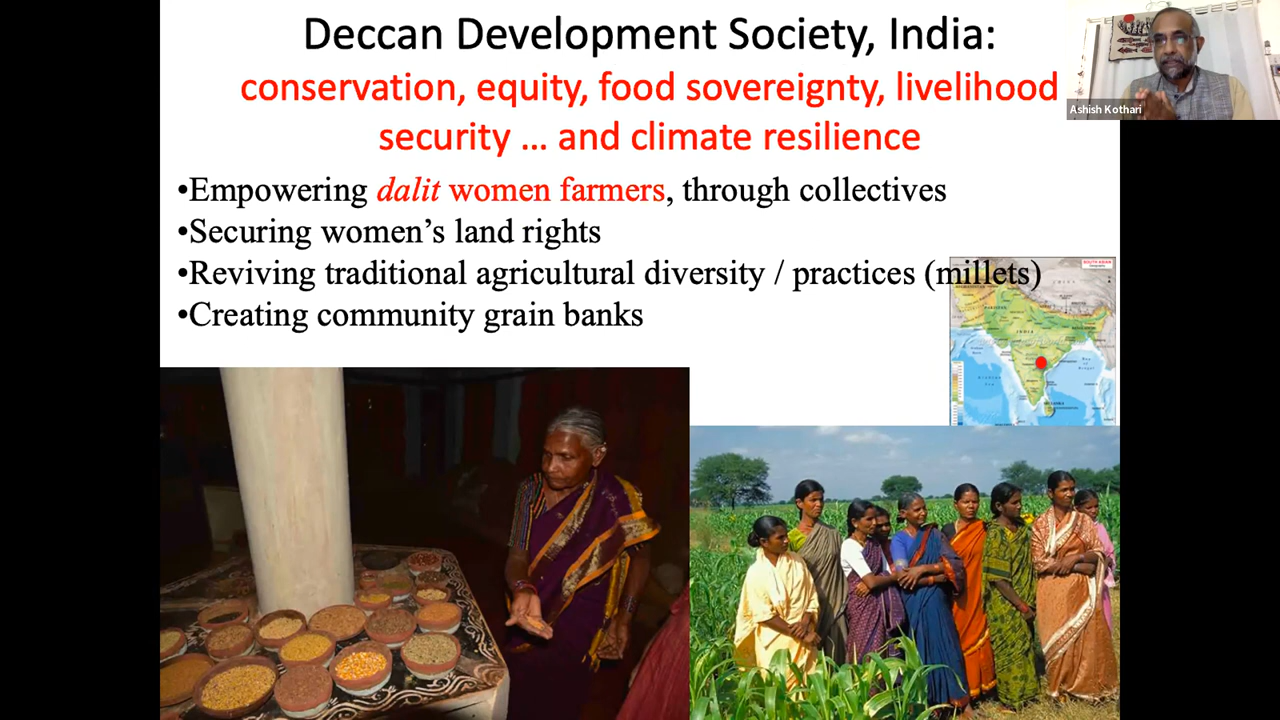 Deccan Development Society, India:
conservation, equity, food sovereignty, livelihood
security … and climate resilience
Ashish Kothari
•Empowering dalit women farmers, through collectives
•Securing women’s land rights
•Reviving traditional agricultural diversity / practices (millets)
•Creating community grain banks
INDIA